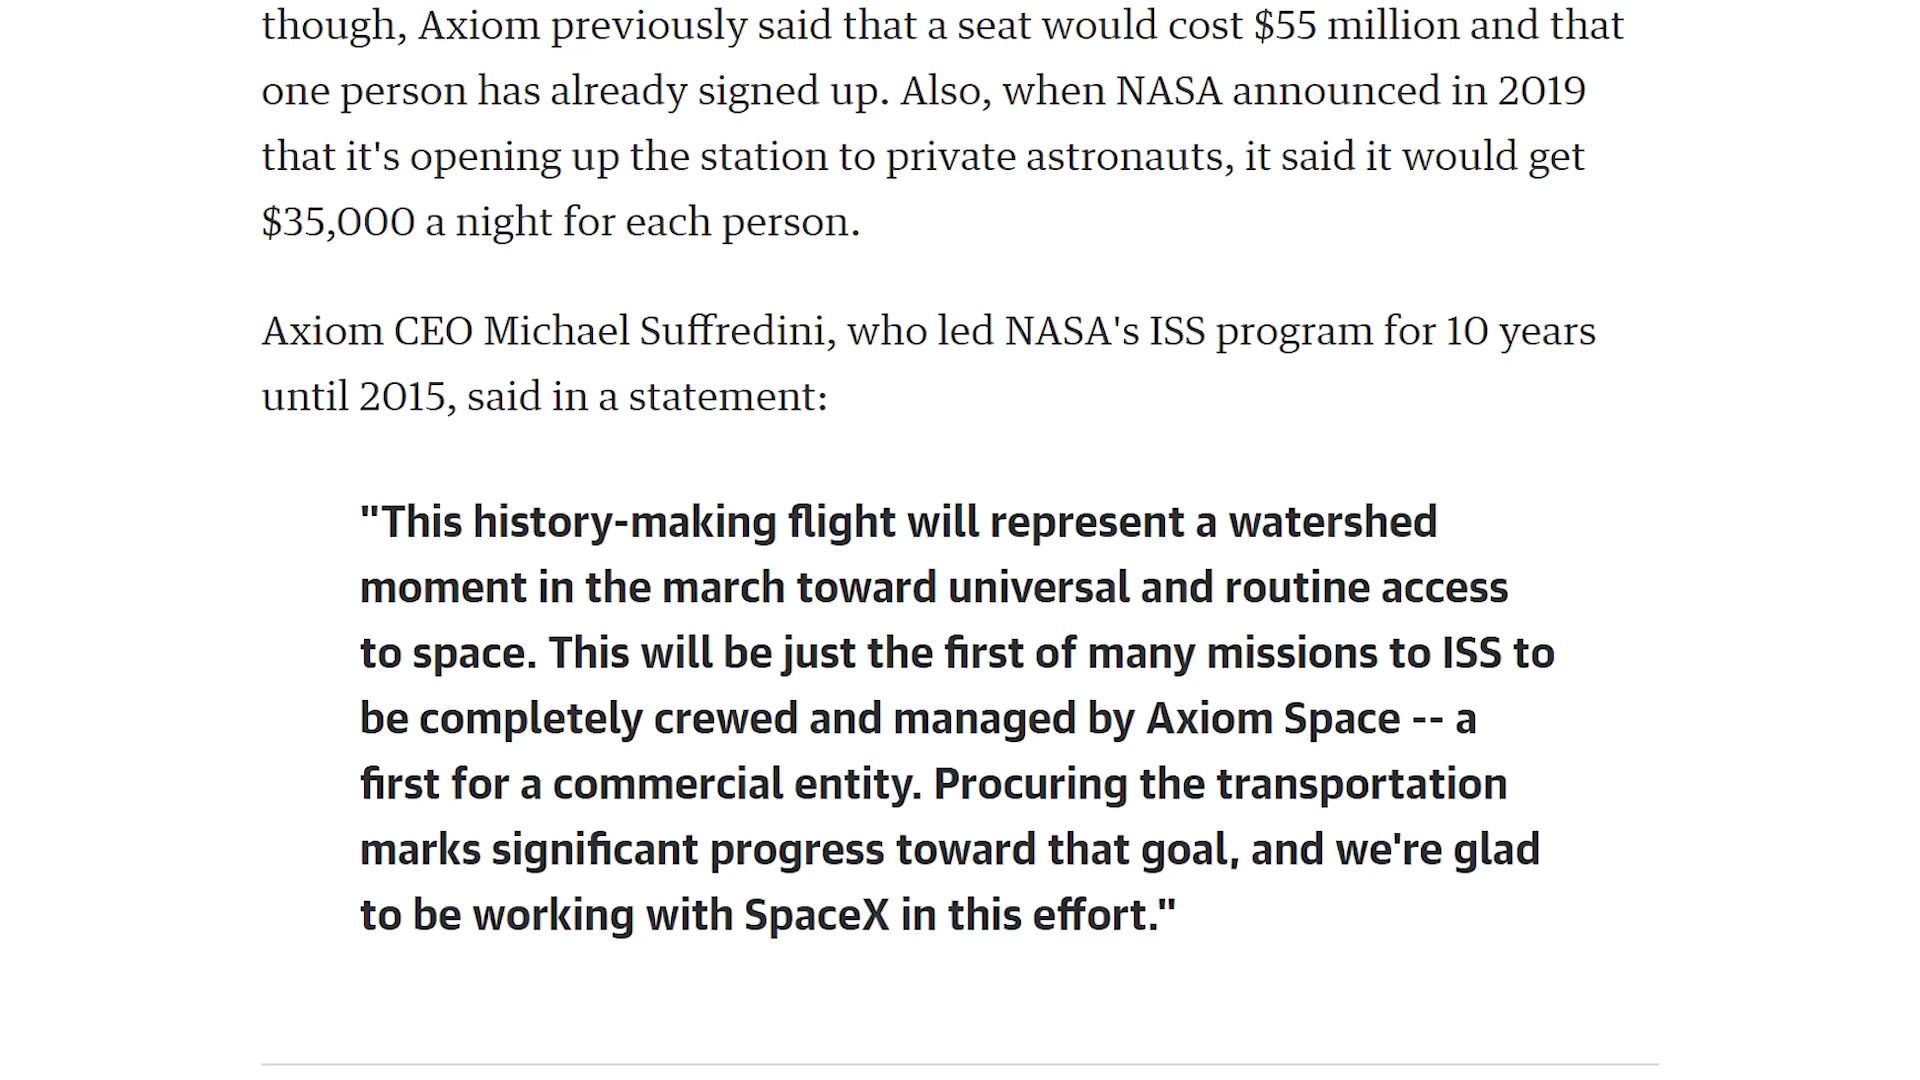 though, Axiom previously said that a seat would cost $55 million and that
one person has already signed up. Also, when NASA announced in 2019
that it's opening up the station to private astronauts, it said it would get
$35,000 a night for each person.
Axiom CEO Michael Suffredini, who led NASA's ISS program for 10 years
until 2015, said in a statement:
"This history-making flight will represent a watershed
moment in the march toward universal and routine access
to space. This will be just the first of many missions to ISS to
be completely crewed and managed by Axiom Space -- a
first for a commercial entity. Procuring the transportation
marks significant progress toward that goal, and we're glad
to be working with SpaceX in this effort."